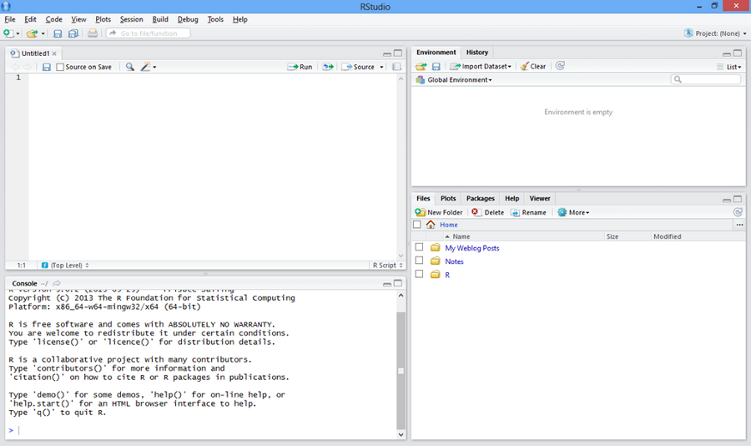 RStudio
File Edit Code View Plots Session Build Debug Tools Help
Go to file/function
Project: (None)
Untitled1
Source on Save
Run
Source
1
1:1
(Top Level)
R Script
Console ~/
Copyright (C) 2013 The R Foundation for Statistical Computing
Platform: x86_64-w64-mingw32/x64 (64-bit)
R is free software and comes with ABSOLUTELY NO WARRANTY.
You are welcome to redistribute it under certain conditions.
Type 'license()' or 'licence()' for distribution details.
R is a collaborative project with many contributors.
Type 'contributors()' for more information and
'citation()' on how to cite R or R packages in publications.
Type 'demo()' for some demos, 'help()' for on-line help, or
'help.start()' for an HTML browser interface to help.
Type 'q()' to quit R.
>
Environment History
Import Dataset
Clear
List
Global Environment
Environment is empty
Files Plots Packages Help Viewer
New Folder Delete Rename More
Home
...
Name Size Modified
My Weblog Posts
Notes
R